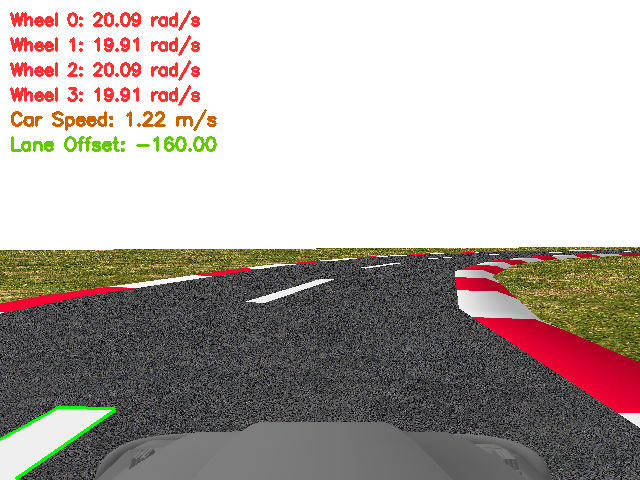 Wheel 0: 20.09 rad/s
Wheel 1: 19.91 rad/s
Wheel 2: 20.09 rad/s
Wheel 3: 19.91 rad/s
Car Speed: 1.22 m/s
Lane Offset: -160.00